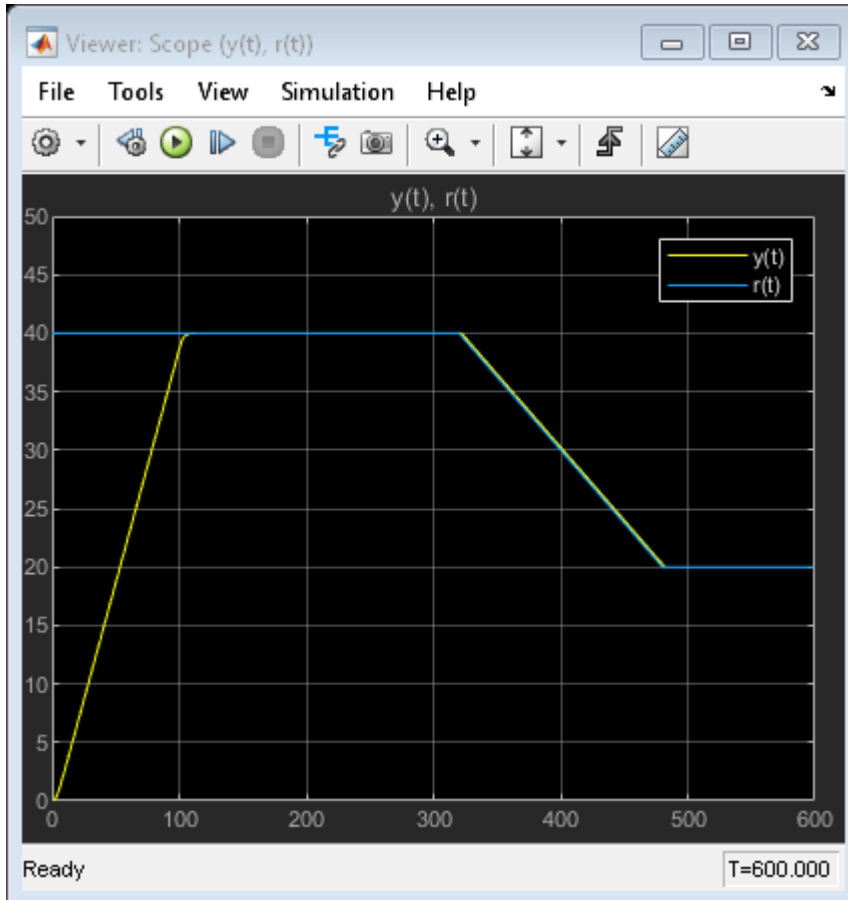 Viewer: Scope (y(t), r(t))
File Tools View Simulation Help
y(t), r(t)
50
45
40
35
30
25
20
15
10
5
0
y(t)
r(t)
0 100 200 300 400 500 600
Ready T=600.000